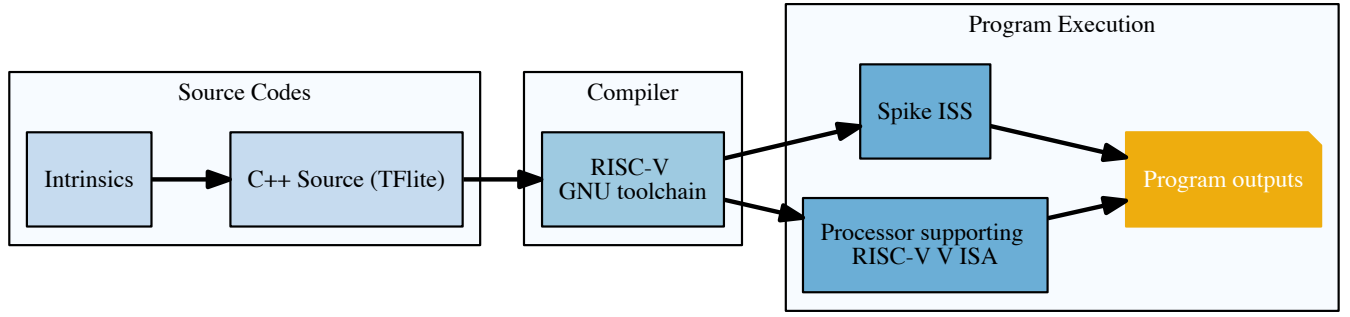 Source Codes
Intrinsics
C++ Source (TFlite)
Compiler
RISC-V
GNU toolchain
Program Execution
Spike ISS
Processor supporting
RISC-V V ISA
Program outputs